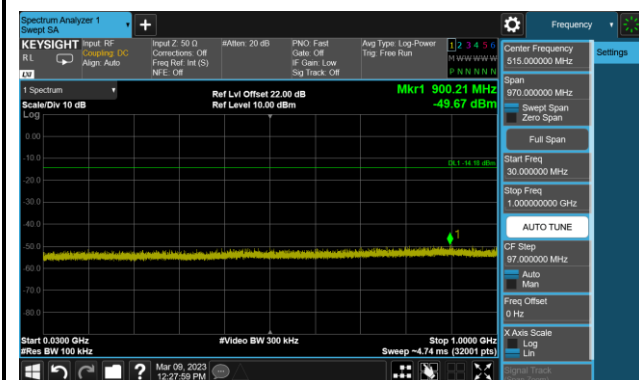 Spectrum Analyzer 1
Swept SA
Frequency
KEYSIGHT
Input: RF
Coupling: DC
Align: Auto
Input Z: 50 Ω
Corrections: Off
Freq Ref: Int (S)
NFE: Off
#Atten: 20 dB
PNO: Fast
Gate: Off
IF Gain: Low
Sig Track: Off
Avg Type: Log-Power
Trig: Free Run
1 2 3 4 5 6
M W W W W W
P N N N N N
RL
LXI
1 Spectrum
Scale/Div 10 dB
Log
Ref Lvl Offset 22.00 dB
Ref Level 10.00 dBm
Mkr1 900.21 MHz
-49.67 dBm
0.00
-10.0
-20.0
-30.0
-40.0
-50.0
-60.0
-70.0
-80.0
1
Start 0.0300 GHz
#Res BW 100 kHz
#Video BW 300 kHz
Stop 1.0000 GHz
Sweep ~4.74 ms (32001 pts)
Center Frequency
515.000000 MHz
Settings
Span
970.000000 MHz
Swept Span
Zero Span
Full Span
Start Freq
30.000000 MHz
Stop Freq
1.000000000 GHz
AUTO TUNE
CF Step
97.000000 MHz
Auto
Man
Freq Offset
0 Hz
X Axis Scale
Log
Lin
Signal Track
Mar 09, 2023
12:27:59 PM